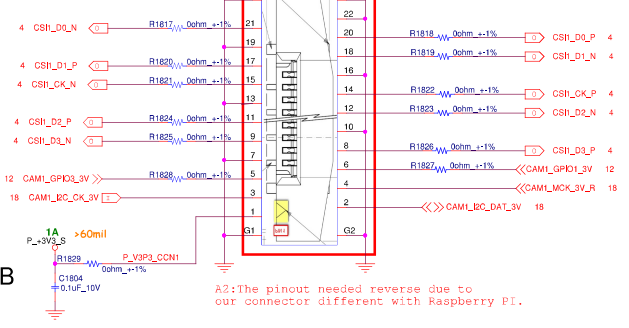 22
4 CSI1_D0_N R1817 0ohm_+-1% 21
20 R1818 0ohm_+-1% CSI1_D0_P 4
19
18 R1819 0ohm_+-1% CSI1_D1_N 4
4 CSI1_D1_P R1820 0ohm_+-1% 17
16
4 CSI1_CK_N R1821 0ohm_+-1% 15
14 R1822 0ohm_+-1% CSI1_CK_P 4
13
12 R1823 0ohm_+-1% CSI1_D2_N 4
4 CSI1_D2_P R1824 0ohm_+-1% 11
10
4 CSI1_D3_N R1825 0ohm_+-1% 9
8 R1826 0ohm_+-1% CSI1_D3_P 4
7
6 R1827 0ohm_+-1% CAM1_GPIO1_3V 12
12 CAM1_GPIO3_3V R1828 0ohm_+-1% 5
4 CAM1_MCK_3V_R 18
18 CAM1_I2C_CK_3V 3
2 CAM1_I2C_DAT_3V 18
1
1A >60mil G1 G2
P_+3V3_S
R1829 P_V3P3_CCN1
0ohm_+-1%
B
C1804
0.1uF_10V
A2:The pinout needed reverse due to
our connector different with Raspberry PI.